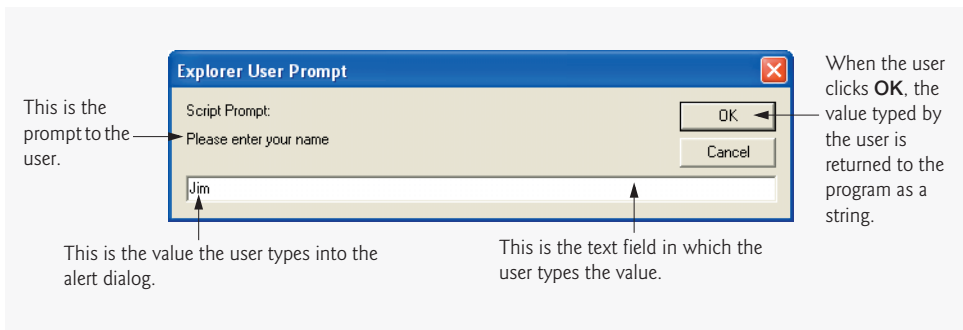 This is the
prompt to the
user.
Explorer User Prompt
Script Prompt:
Please enter your name
OK
Cancel
Jim
When the user
clicks OK, the
value typed by
the user is
returned to the
program as a
string.
This is the value the user types into the
alert dialog.
This is the text field in which the
user types the value.